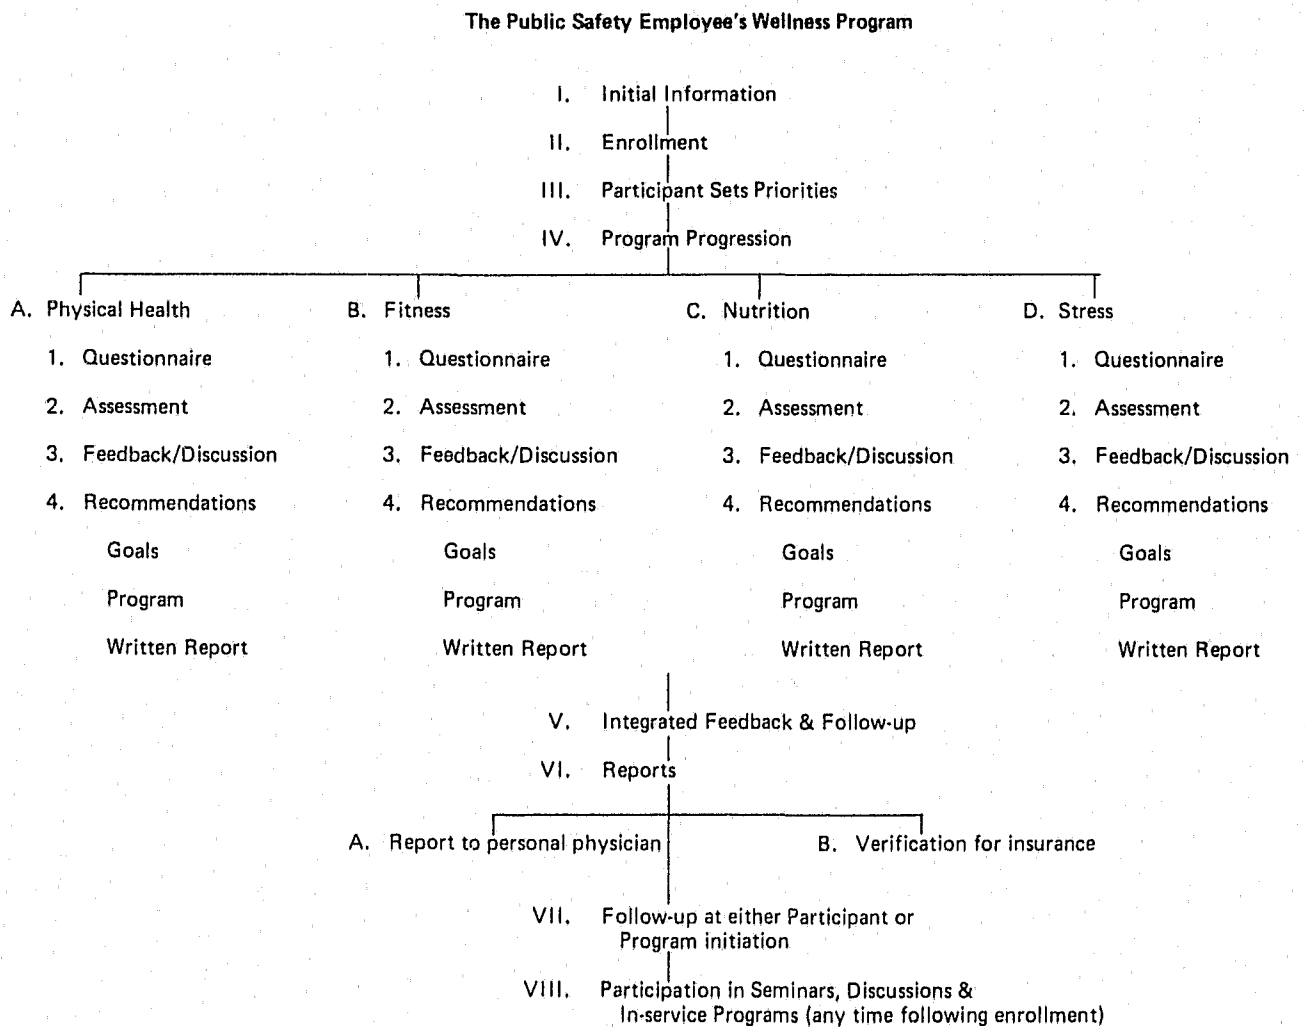 The Public Safety Employee's Wellness Program
I. Initial Information
II. Enrollment
III. Participant Sets Priorities
IV. Program Progression
A. Physical Health
1. Questionnaire
2. Assessment
3. Feedback/Discussion
4. Recommendations
Goals
Program
Written Report
B. Fitness
1. Questionnaire
2. Assessment
3. Feedback/Discussion
4. Recommendations
Goals
Program
Written Report
C. Nutrition
1. Questionnaire
2. Assessment
3. Feedback/Discussion
4. Recommendations
Goals
Program
Written Report
D. Stress
1. Questionnaire
2. Assessment
3. Feedback/Discussion
4. Recommendations
Goals
Program
Written Report
V. Integrated Feedback & Follow-up
VI. Reports
A. Report to personal physician
B. Verification for insurance
VII. Follow-up at either Participant or
Program initiation
VIII. Participation in Seminars, Discussions &
In-service Programs (any time following enrollment)